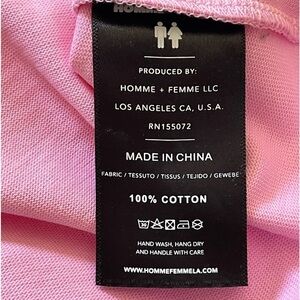 PRODUCED BY:
HOMME + FEMME LLC
LOS ANGELES CA, U.S.A.
RN155072
MADE IN CHINA
FABRIC / TESSUTO / TISSUS / TEJIDO / GEWEBE
100% COTTON
30
HAND WASH, HANG DRY
AND HANDLE WITH CARE
WWW.HOMMEFEMMELA.COM